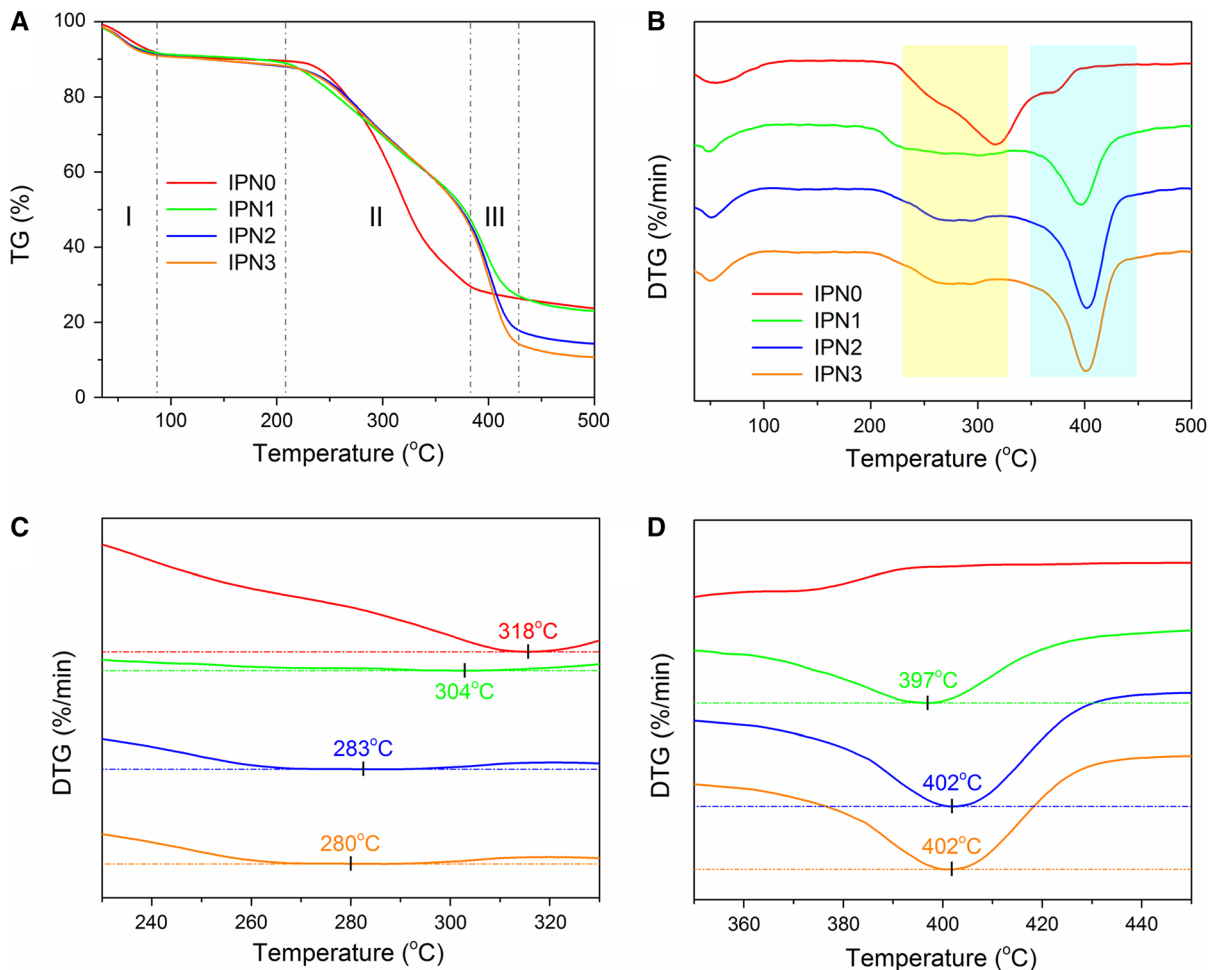 A
100
80
60
40
20
0
TG (%)
I
II
III
IPN0
IPN1
IPN2
IPN3
100
200
300
400
500
Temperature (°C)
B
DTG (%/min)
IPN0
IPN1
IPN2
IPN3
100
200
300
400
500
Temperature (°C)
C
DTG (%/min)
318°C
304°C
283°C
280°C
240
260
280
300
320
Temperature (°C)
D
DTG (%/min)
397°C
402°C
402°C
360
380
400
420
440
Temperature (°C)